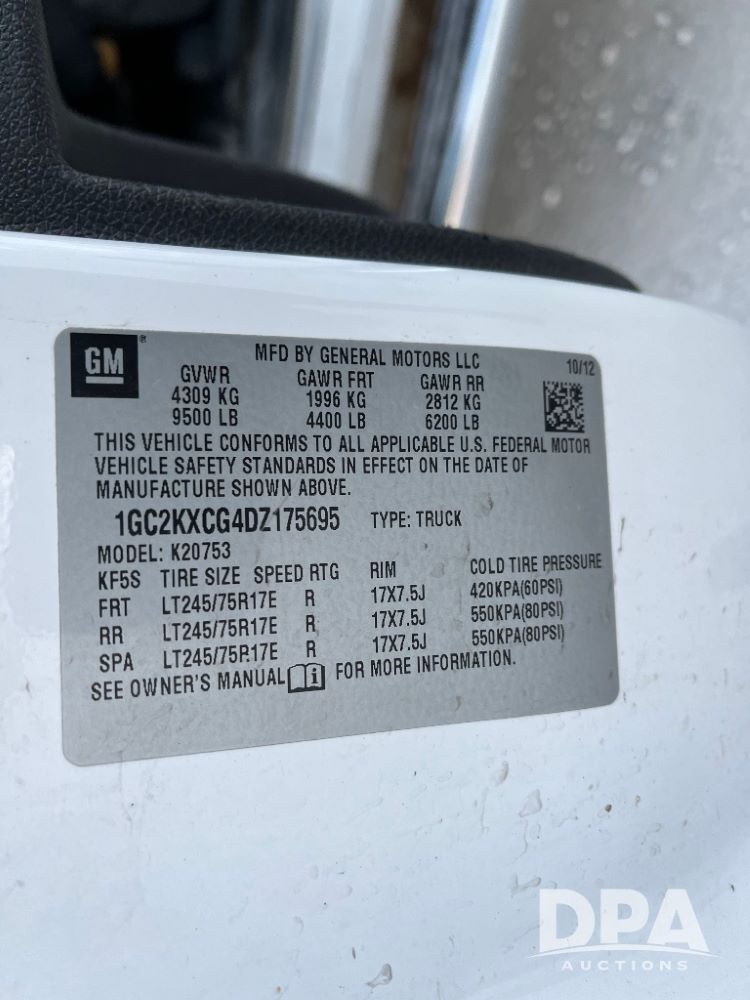 GM®
MFD BY GENERAL MOTORS LLC 10/12
GVWR GAWR FRT GAWR RR
4309 KG 1996 KG 2812 KG
9500 LB 4400 LB 6200 LB
THIS VEHICLE CONFORMS TO ALL APPLICABLE U.S. FEDERAL MOTOR
VEHICLE SAFETY STANDARDS IN EFFECT ON THE DATE OF
MANUFACTURE SHOWN ABOVE.
1GC2KXCG4DZ175695 TYPE: TRUCK
MODEL: K20753
KF5S TIRE SIZE SPEED RTG RIM COLD TIRE PRESSURE
FRT LT245/75R17E R 17X7.5J 420KPA(60PSI)
RR LT245/75R17E R 17X7.5J 550KPA(80PSI)
SPA LT245/75R17E R 17X7.5J 550KPA(80PSI)
SEE OWNER'S MANUAL i FOR MORE INFORMATION.
DPA
AUCTIONS